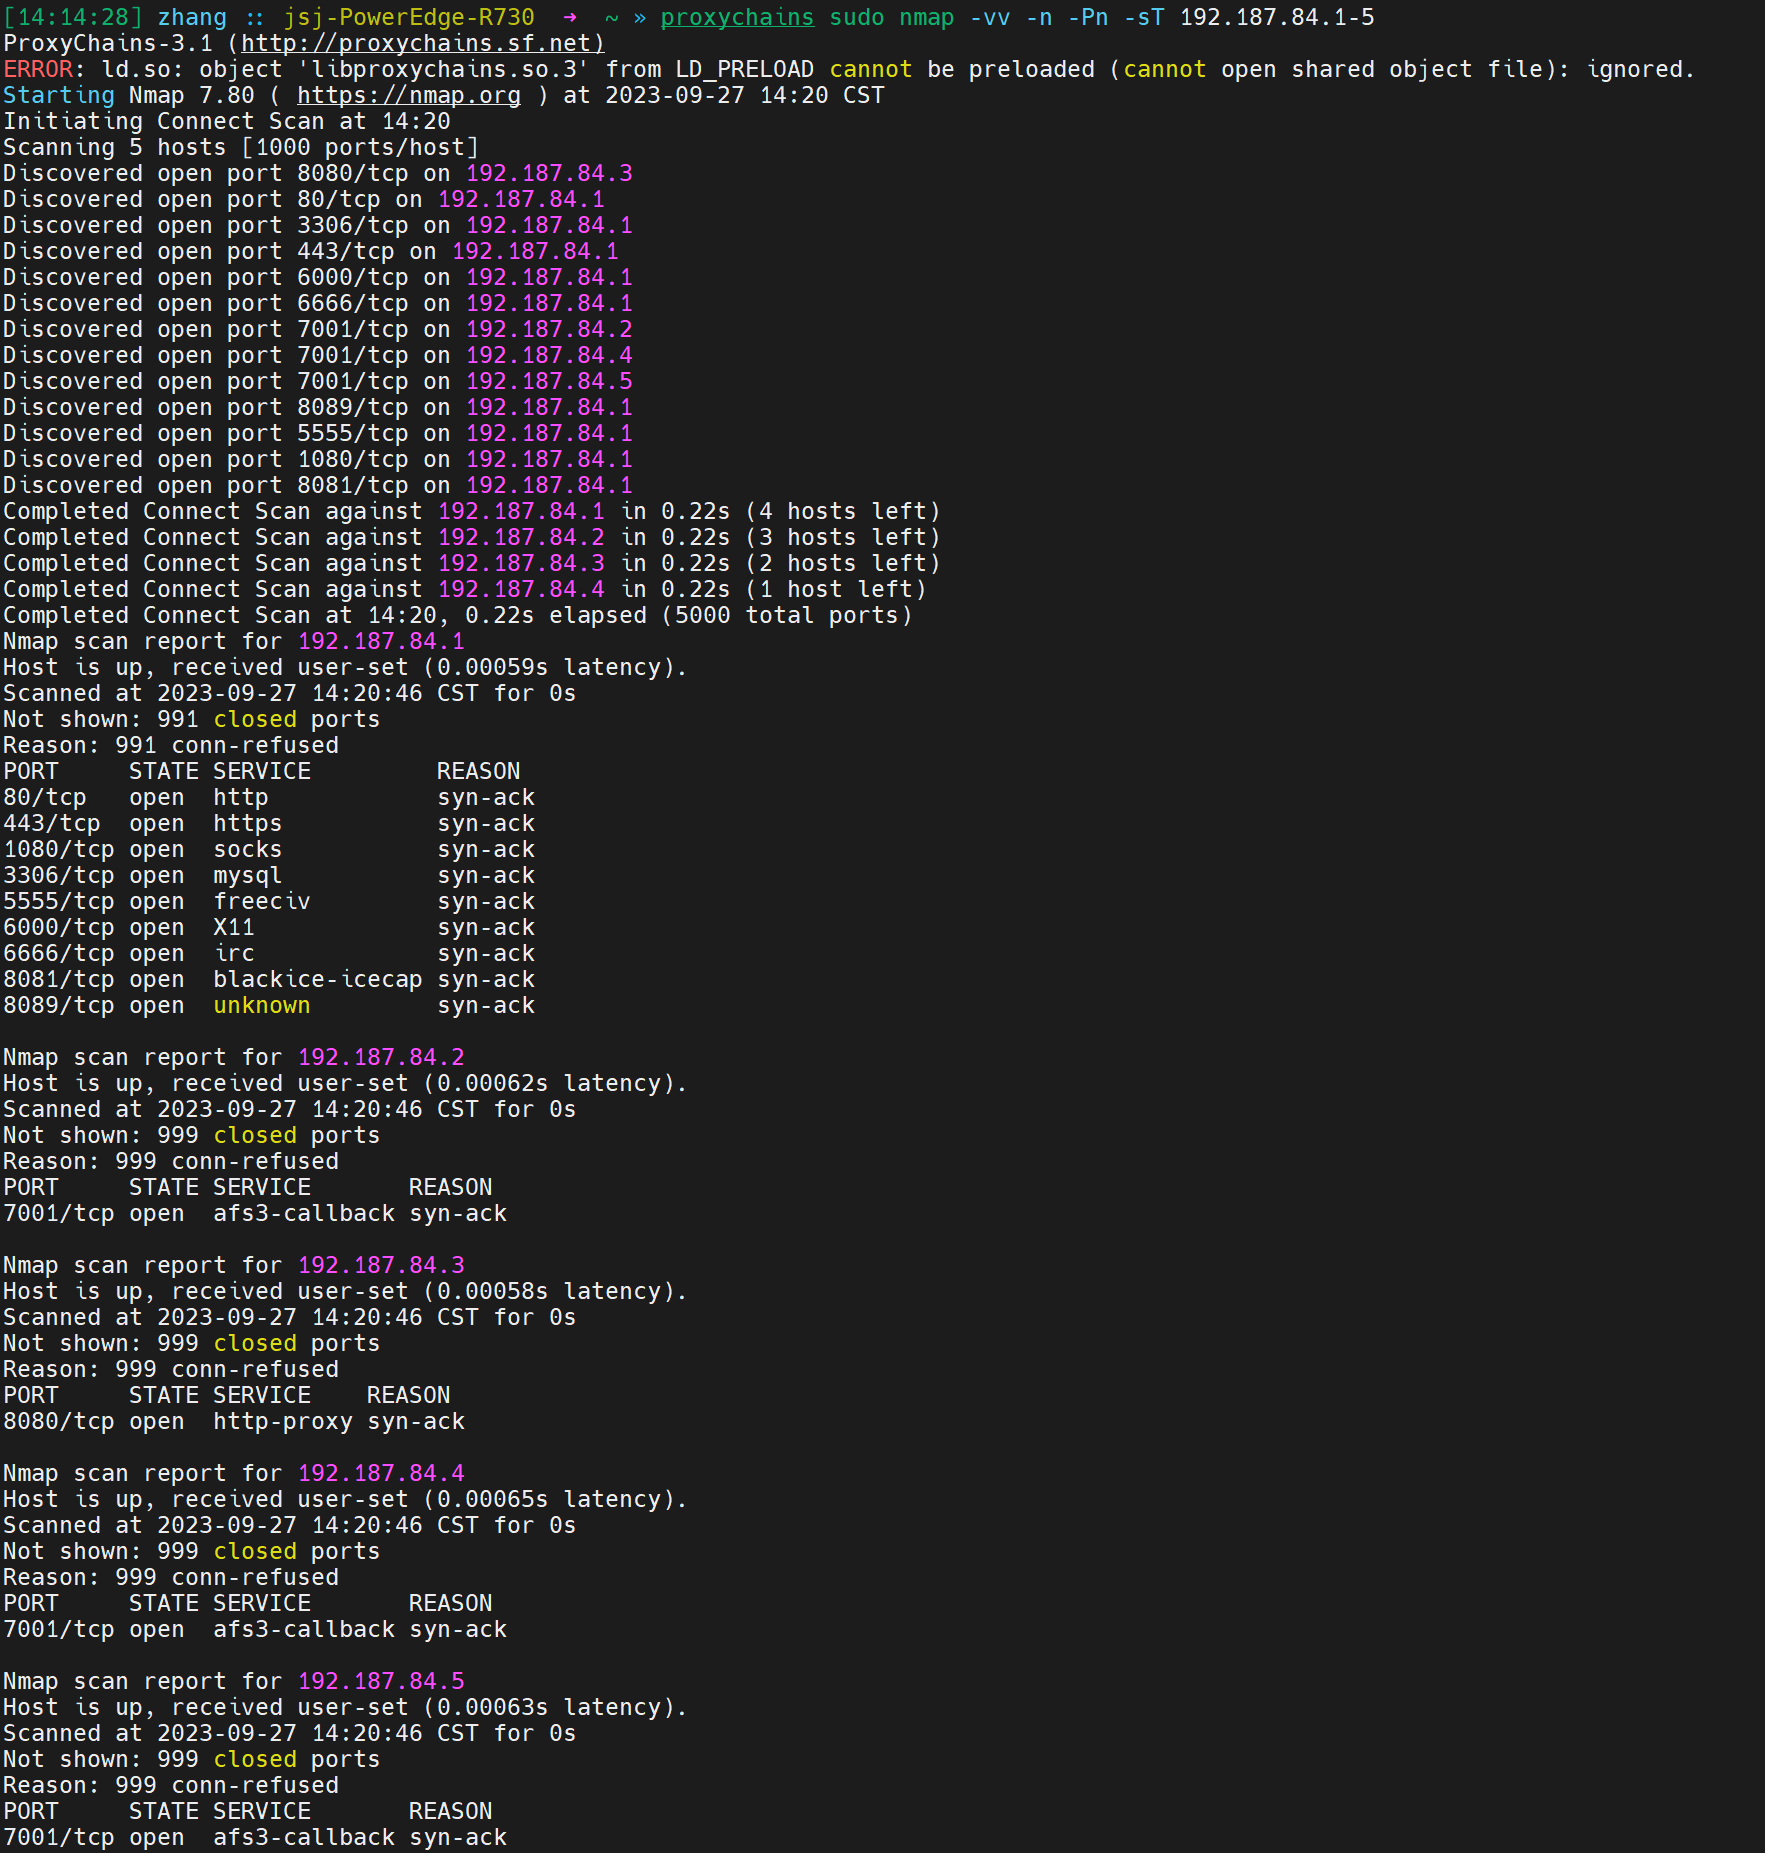 [14:14:28] zhang :: jsj-PowerEdge-R730 → ~ » proxychains sudo nmap -vv -n -Pn -sT 192.187.84.1-5
ProxyChains-3.1 (http://proxychains.sf.net)
ERROR: ld.so: object 'libproxychains.so.3' from LD_PRELOAD cannot be preloaded (cannot open shared object file): ignored.
Starting Nmap 7.80 ( https://nmap.org ) at 2023-09-27 14:20 CST
Initiating Connect Scan at 14:20
Scanning 5 hosts [1000 ports/host]
Discovered open port 8080/tcp on 192.187.84.3
Discovered open port 80/tcp on 192.187.84.1
Discovered open port 3306/tcp on 192.187.84.1
Discovered open port 443/tcp on 192.187.84.1
Discovered open port 6000/tcp on 192.187.84.1
Discovered open port 6666/tcp on 192.187.84.1
Discovered open port 7001/tcp on 192.187.84.2
Discovered open port 7001/tcp on 192.187.84.4
Discovered open port 7001/tcp on 192.187.84.5
Discovered open port 8089/tcp on 192.187.84.1
Discovered open port 5555/tcp on 192.187.84.1
Discovered open port 1080/tcp on 192.187.84.1
Discovered open port 8081/tcp on 192.187.84.1
Completed Connect Scan against 192.187.84.1 in 0.22s (4 hosts left)
Completed Connect Scan against 192.187.84.2 in 0.22s (3 hosts left)
Completed Connect Scan against 192.187.84.3 in 0.22s (2 hosts left)
Completed Connect Scan against 192.187.84.4 in 0.22s (1 host left)
Completed Connect Scan at 14:20, 0.22s elapsed (5000 total ports)
Nmap scan report for 192.187.84.1
Host is up, received user-set (0.00059s latency).
Scanned at 2023-09-27 14:20:46 CST for 0s
Not shown: 991 closed ports
Reason: 991 conn-refused
PORT     STATE SERVICE         REASON
80/tcp   open  http            syn-ack
443/tcp  open  https           syn-ack
1080/tcp open  socks           syn-ack
3306/tcp open  mysql           syn-ack
5555/tcp open  freeciv         syn-ack
6000/tcp open  X11             syn-ack
6666/tcp open  irc             syn-ack
8081/tcp open  blackice-icecap syn-ack
8089/tcp open  unknown         syn-ack

Nmap scan report for 192.187.84.2
Host is up, received user-set (0.00062s latency).
Scanned at 2023-09-27 14:20:46 CST for 0s
Not shown: 999 closed ports
Reason: 999 conn-refused
PORT     STATE SERVICE       REASON
7001/tcp open  afs3-callback syn-ack

Nmap scan report for 192.187.84.3
Host is up, received user-set (0.00058s latency).
Scanned at 2023-09-27 14:20:46 CST for 0s
Not shown: 999 closed ports
Reason: 999 conn-refused
PORT     STATE SERVICE    REASON
8080/tcp open  http-proxy syn-ack

Nmap scan report for 192.187.84.4
Host is up, received user-set (0.00065s latency).
Scanned at 2023-09-27 14:20:46 CST for 0s
Not shown: 999 closed ports
Reason: 999 conn-refused
PORT     STATE SERVICE       REASON
7001/tcp open  afs3-callback syn-ack

Nmap scan report for 192.187.84.5
Host is up, received user-set (0.00063s latency).
Scanned at 2023-09-27 14:20:46 CST for 0s
Not shown: 999 closed ports
Reason: 999 conn-refused
PORT     STATE SERVICE       REASON
7001/tcp open  afs3-callback syn-ack